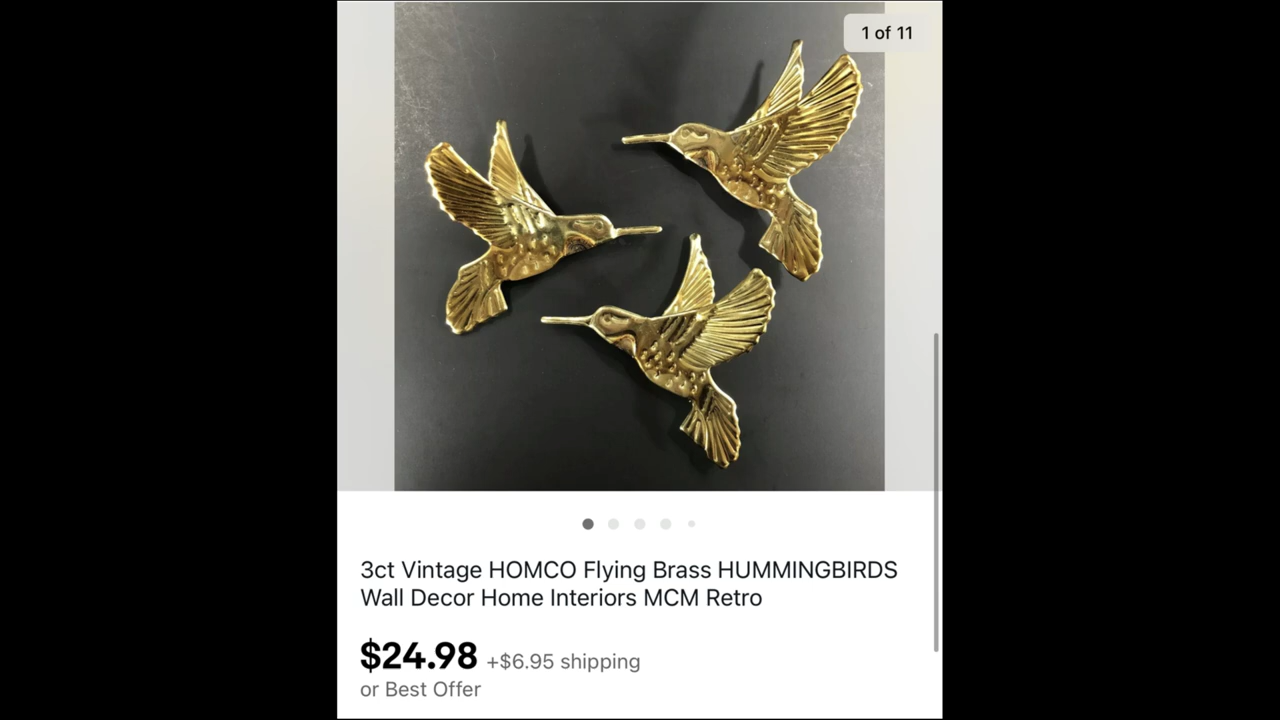 1 of 11
3ct Vintage HOMCO Flying Brass HUMMINGBIRDS
Wall Decor Home Interiors MCM Retro
$24.98 +$6.95 shipping
or Best Offer